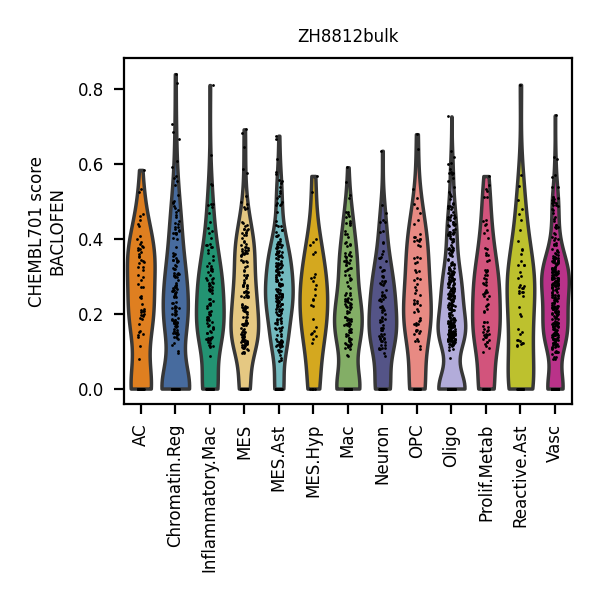 ZH8812bulk
CHEMBL701 score
BACLOFEN
0.8
0.6
0.4
0.2
0.0
AC
Chromatin.Reg
Inflammatory.Mac
MES
MES.Ast
MES.Hyp
Mac
Neuron
OPC
Oligo
Prolif.Metab
Reactive.Ast
Vasc